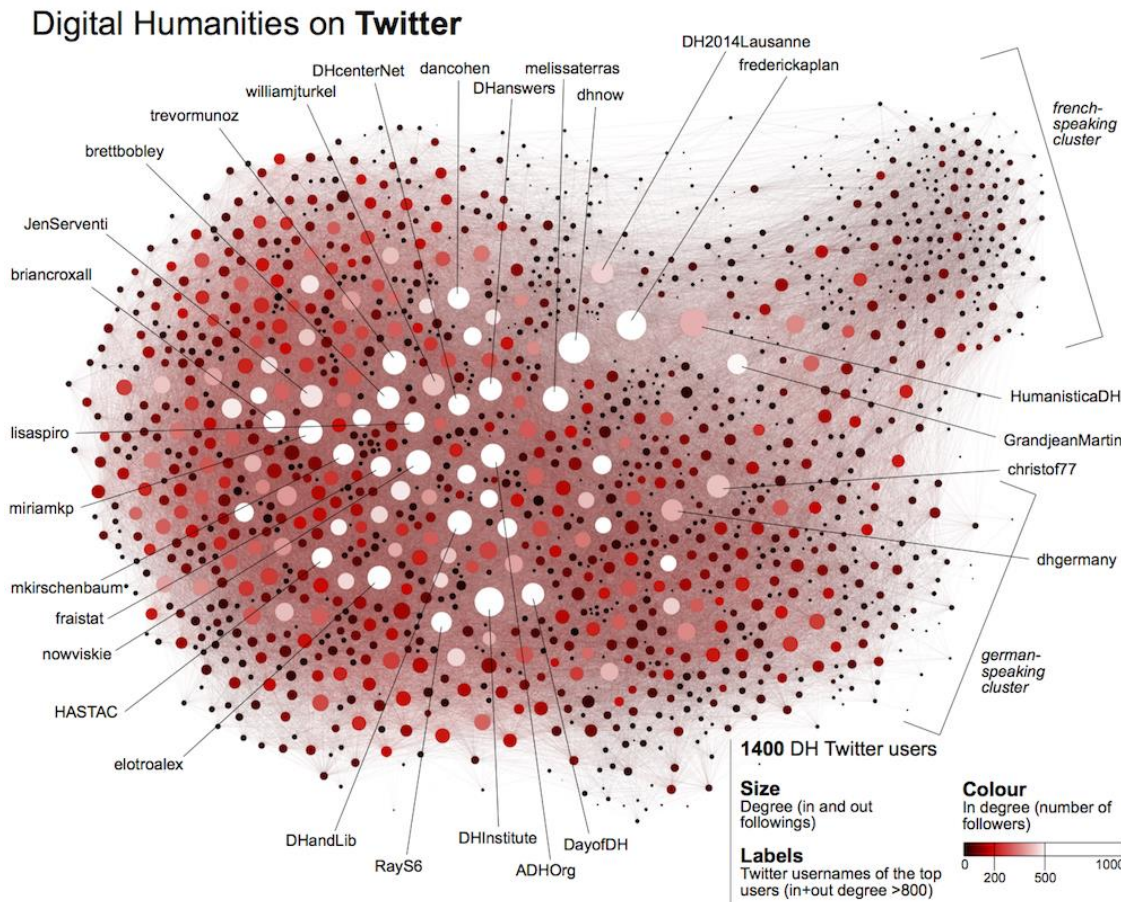 Digital Humanities on Twitter
DH2014Lausanne
frederickaplan
DHcenterNet
dancohen
melissaterras
williamjturkel
DHanswers
dhnow
trevormunoz
brettbobley
JenServenti
briancroxall
french-
speaking
cluster
HumanisticaDH
lisaspiro
GrandjeanMartin
christof77
miriamkp
dhgermany
mkirschenbaum
fraistat
nowviskie
HASTAC
elotroalex
german-
speaking
cluster
DHandLib
RayS6
DHInstitute
ADHOrg
DayofDH
1400 DH Twitter users
Size
Degree (in and out
followings)
Labels
Twitter usernames of the top
users (in+out degree >800)
Colour
In degree (number of
followers)
0 200 500 1000